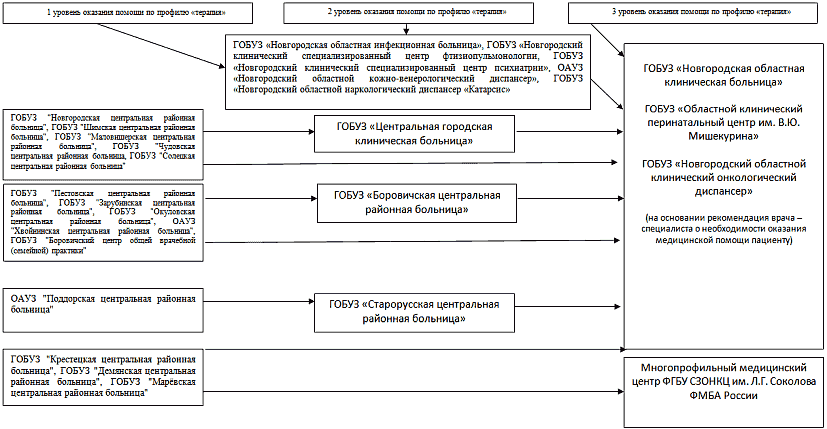 1 уровень оказания помощи по профилю «терапия»
2 уровень оказания помощи по профилю «терапия»
3 уровень оказания помощи по профилю «терапия»
ГОБУЗ «Новгородская областная инфекционная больница», ГОБУЗ «Новгородский
клинический специализированный центр фтизиопульмонологии, ГОБУЗ
«Новгородский клинический специализированный центр психиатрии», ОАУЗ
«Новгородский областной кожно-венерологический диспансер», ГОБУЗ
«Новгородский областной наркологический диспансер «Катарсис»
ГОБУЗ "Новгородская центральная районная
больница", ГОБУЗ "Шимская центральная районная
больница", ГОБУЗ "Маловишерская центральная
районная больница", ГОБУЗ "Чудовская
центральная районная больница, ГОБУЗ "Солецкая
центральная районная больница"
ГОБУЗ «Центральная городская
клиническая больница»
ГОБУЗ "Пестовская центральная районная
больница", ГОБУЗ "Зарубинская центральная
районная больница", ГОБУЗ "Окуловская
центральная районная больница", ОАУЗ
"Хвойнинская центральная районная больница",
ГОБУЗ "Боровичский центр общей врачебной
(семейной) практики"
ГОБУЗ «Боровичская центральная
районная больница»
ОАУЗ "Поддорская центральная районная
больница"
ГОБУЗ «Старорусская центральная
районная больница»
ГОБУЗ "Крестецкая центральная районная
больница", ГОБУЗ "Демянская центральная
районная больница", ГОБУЗ "Марёвская
центральная районная больница"
ГОБУЗ «Новгородская областная
клиническая больница»
ГОБУЗ «Областной клинический
перинатальный центр им. В.Ю.
Мишекурина»
ГОБУЗ «Новгородский областной
клинический онкологический
диспансер»
(на основании рекомендация врача –
специалиста о необходимости оказания
медицинской помощи пациенту)
Многопрофильный медицинский
центр ФГБУ СЗОНКЦ им. Л.Г. Соколова
ФМБА России